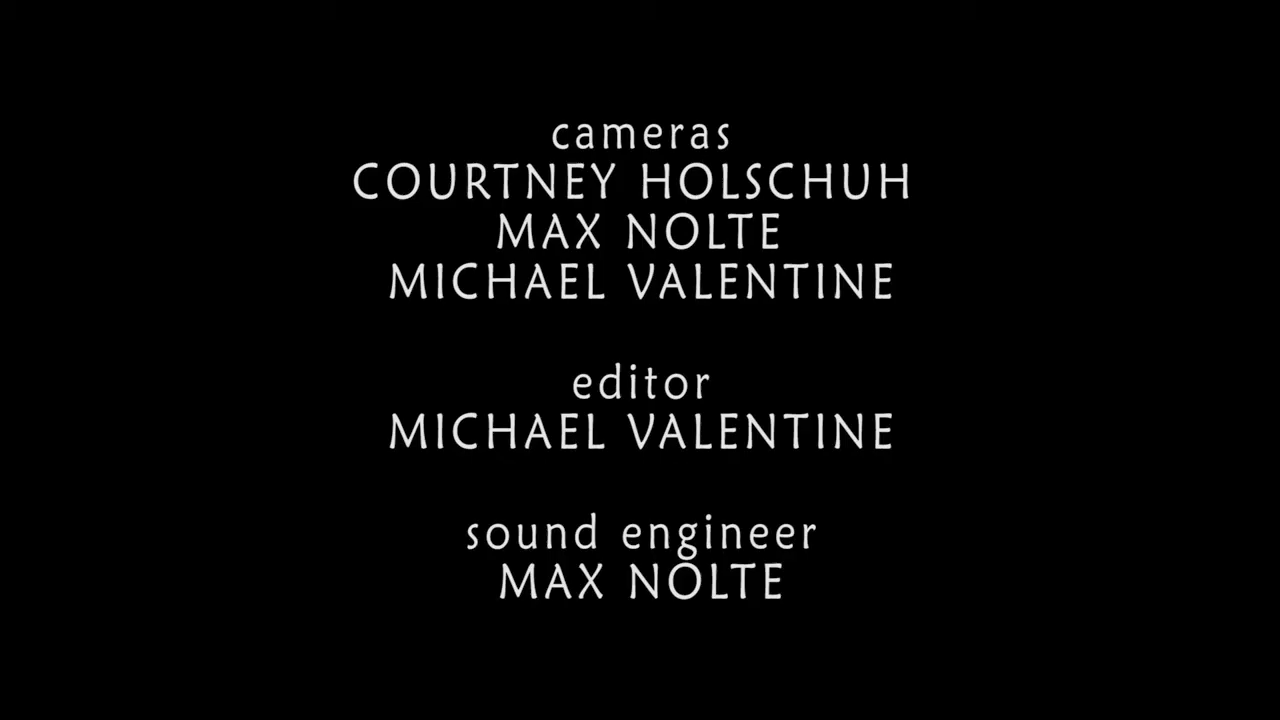 cameras
COURTNEY HOLSCHUH
MAX NOLTE
MICHAEL VALENTINE
editor
MICHAEL VALENTINE
sound engineer
MAX NOLTE